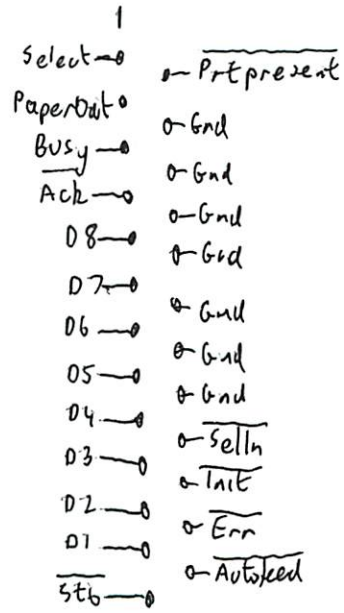 1
Select
Prtpresent
PaperOut
Gnd
Busy
Gnd
Ack
Gnd
D8
Gnd
D7
Gnd
D6
Gnd
D5
Gnd
D4
SelIn
D3
Init
D2
Err
D1
Autofeed
Stb